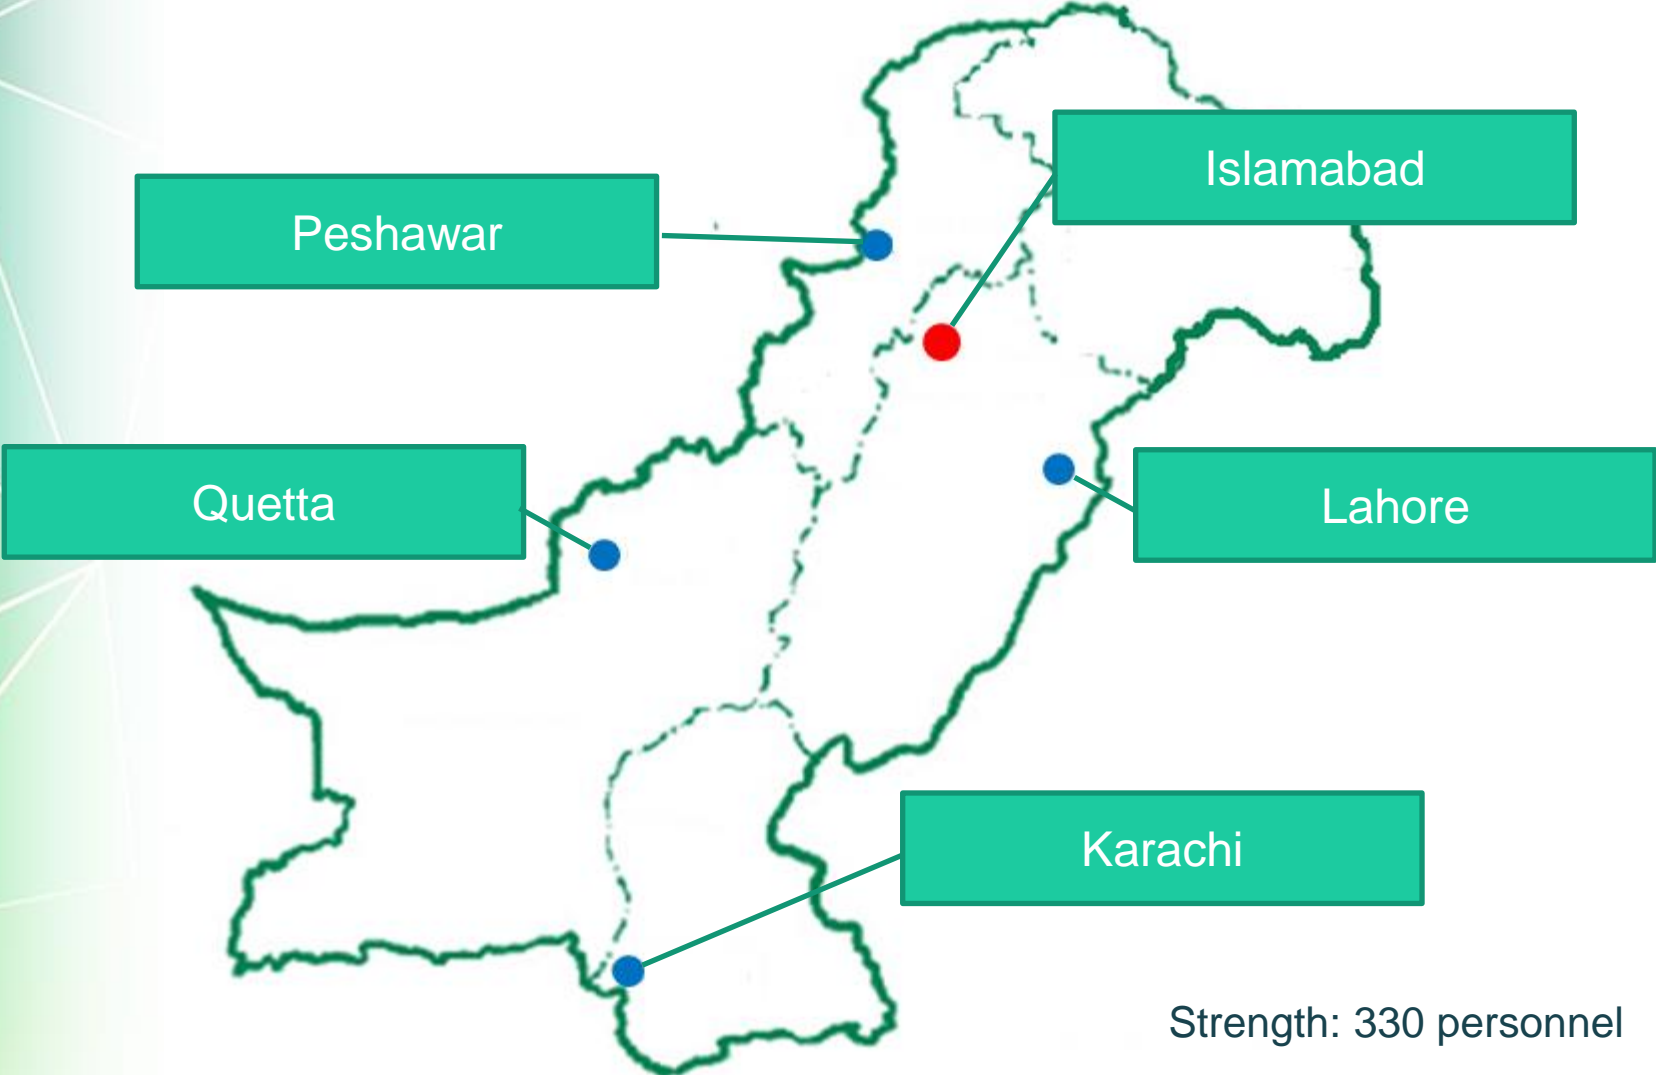 Islamabad
Peshawar
Quetta
Lahore
Karachi
Strength: 330 personnel